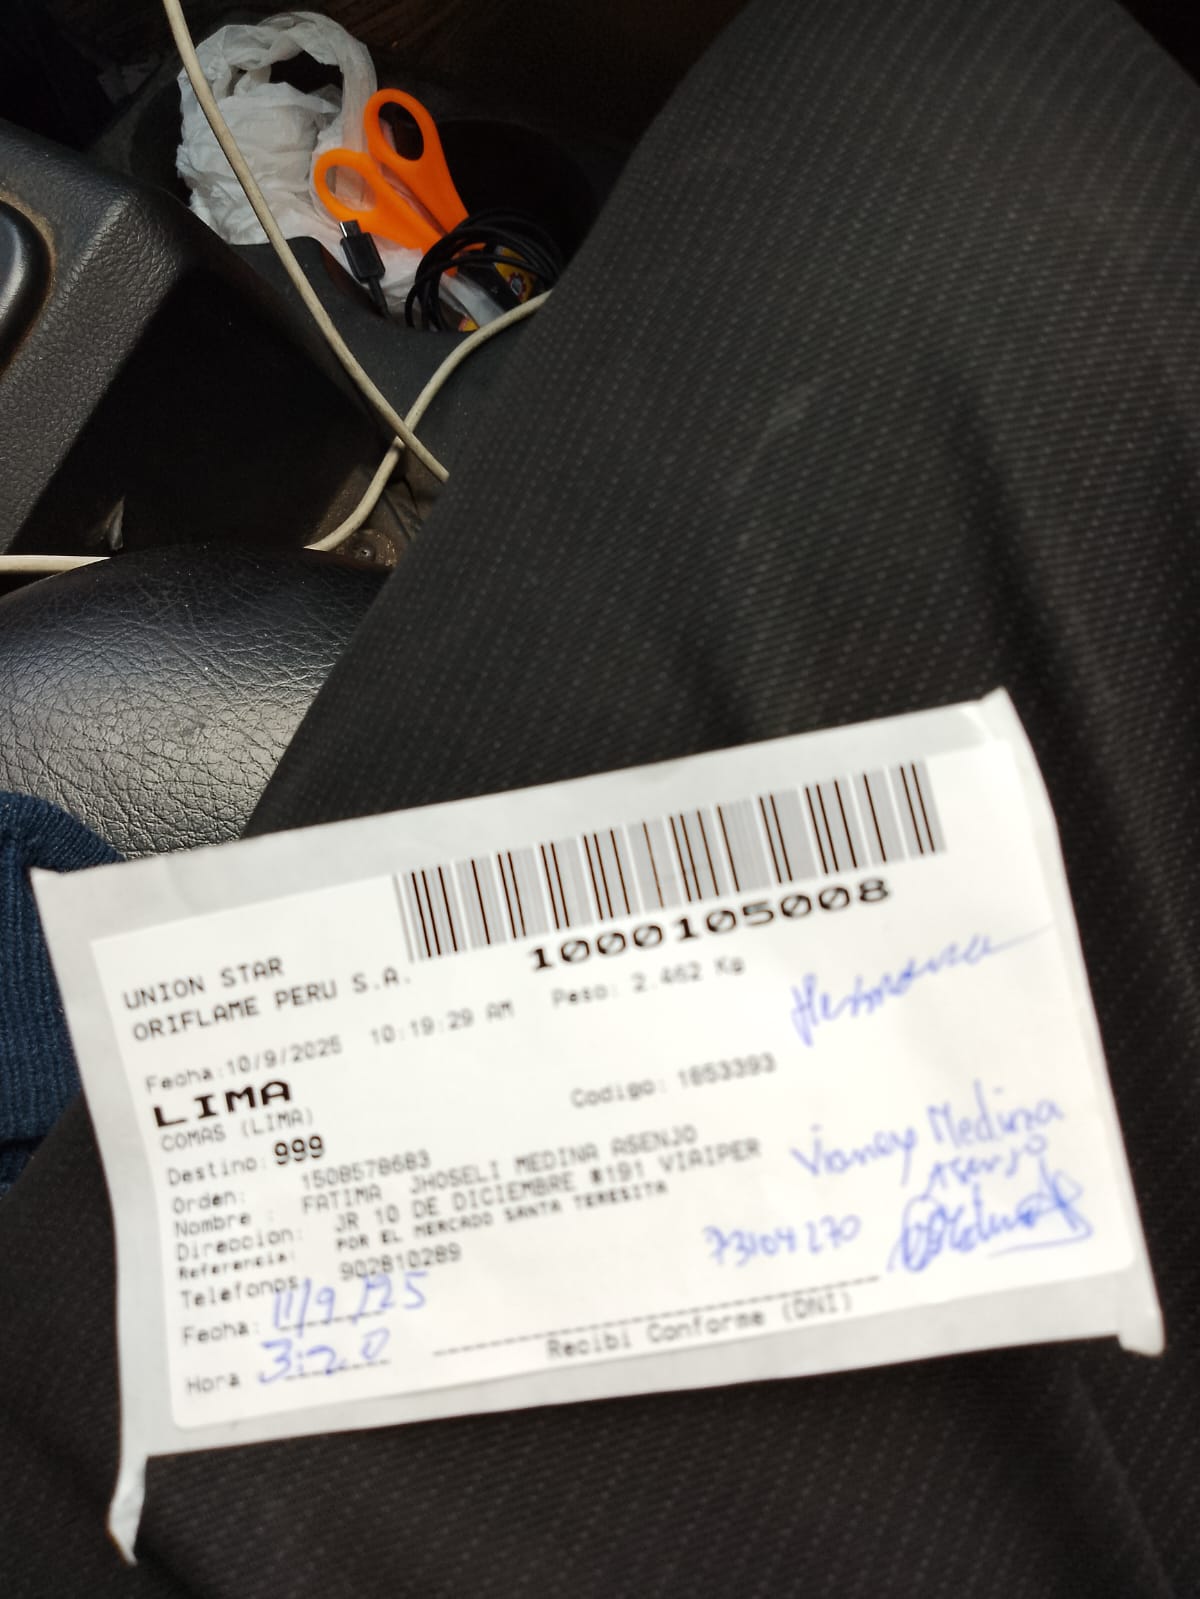 1000105008
UNION STAR
ORIFLAME PERU S.A.
Fecha:10/9/2025 10:19:29 AM Peso: 2.462 Kg
Hermana
LIMA
COMAS (LIMA) Codigo: 1653393
Destino: 999
Orden: 1508578683
Nombre : FATIMA JHOSELI MEDINA ASENJO
Direccion: JR 10 DE DICIEMBRE #191 VIAIPER
Referencia: POR EL MERCADO SANTA TERESITA
Telefonos 902810289
Vianey Medina
Asenjo
73104270
Fecha: 11/9/25
Hora 3:20
Recibi Conforme (DNI)